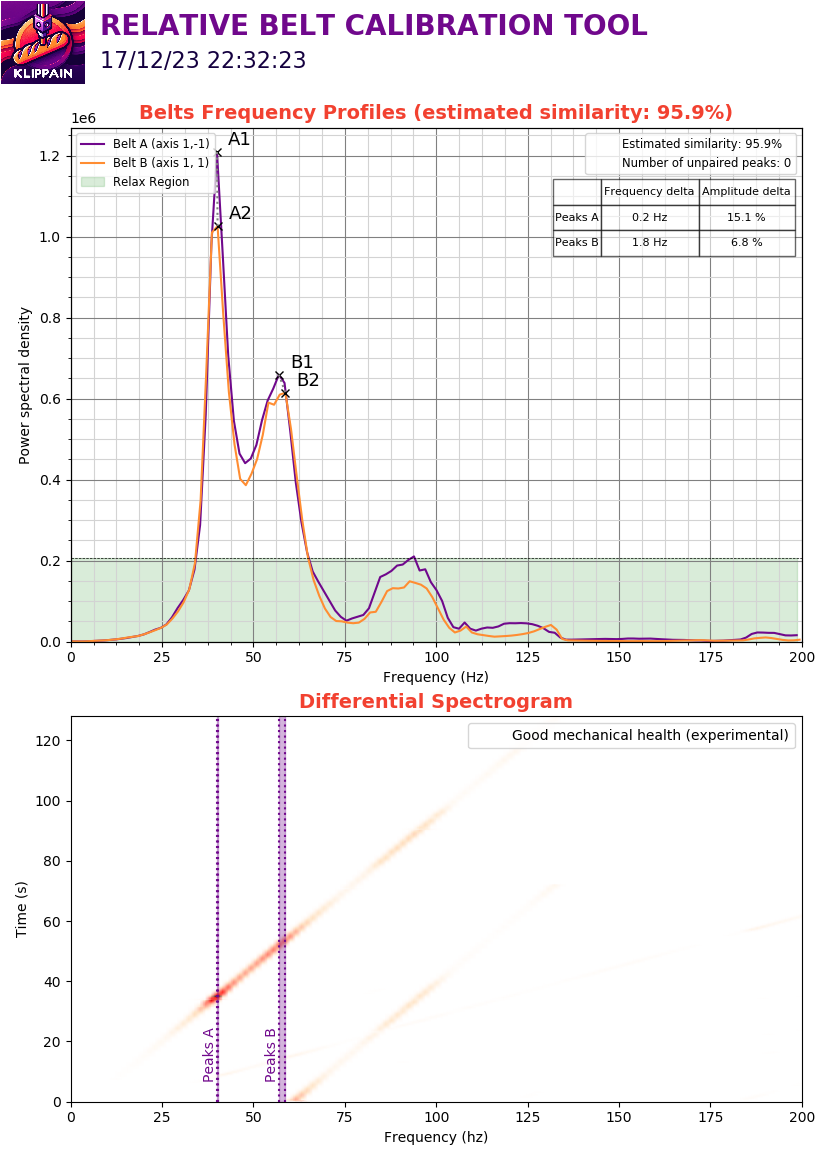 KLIPPAIN
RELATIVE BELT CALIBRATION TOOL
17/12/23 22:32:23
Belts Frequency Profiles (estimated similarity: 95.9%)
1e6
Belt A (axis 1,-1)
Belt B (axis 1, 1)
Relax Region
A1
A2
B1
B2
Estimated similarity: 95.9%
Number of unpaired peaks: 0
Frequency delta Amplitude delta
Peaks A 0.2 Hz 15.1 %
Peaks B 1.8 Hz 6.8 %
Power spectral density
1.2
1.0
0.8
0.6
0.4
0.2
0.0
0 25 50 75 100 125 150 175 200
Frequency (Hz)
Differential Spectrogram
Good mechanical health (experimental)
Time (s)
120
100
80
60
40
20
0
Peaks A
Peaks B
0 25 50 75 100 125 150 175 200
Frequency (hz)